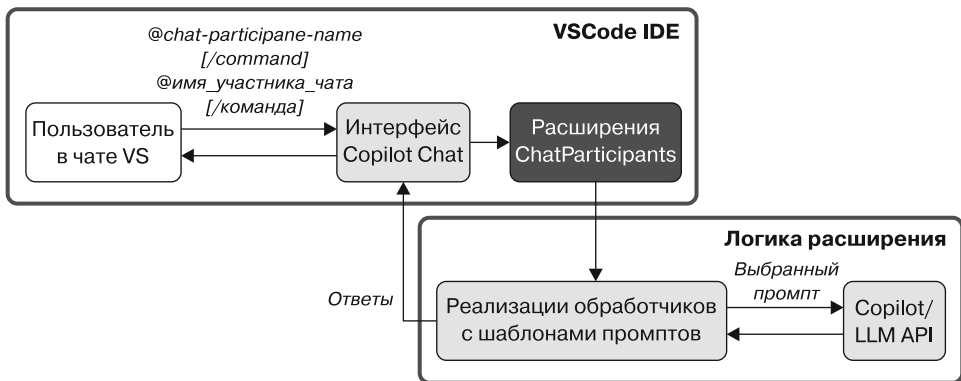 @chat-participane-name
[/command]
@имя_участника_чата
[/команда]
VSCode IDE
Пользователь
в чате VS
Интерфейс
Copilot Chat
Расширения
ChatParticipants
Логика расширения
Ответы
Реализации обработчиков
с шаблонами промптов
Выбранный
промпт
Copilot/
LLM API